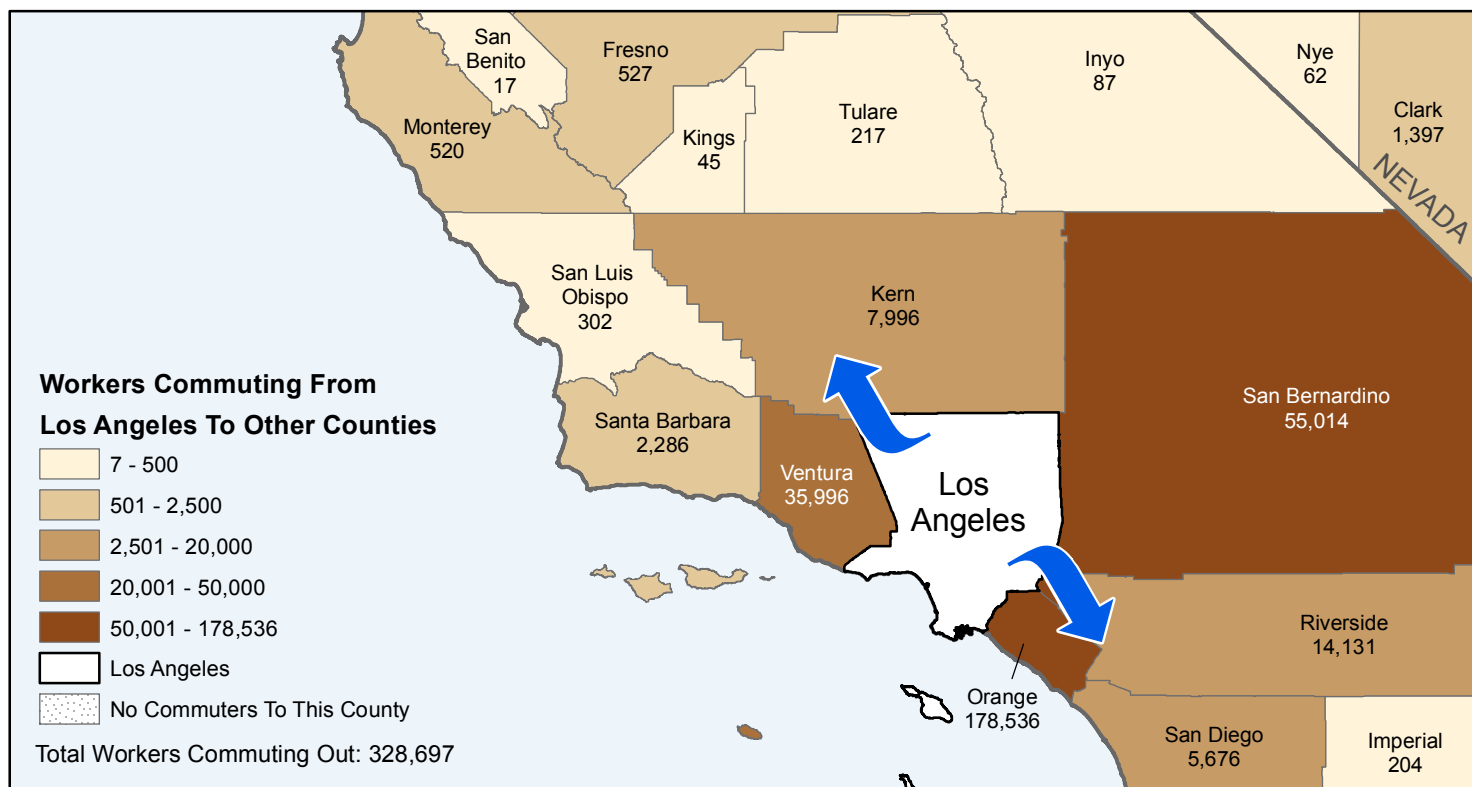 San
Benito
17
Fresno
527
Inyo
87
Nye
62
Clark
1,397
Monterey
520
Kings
45
Tulare
217
NEVADA
San Luis
Obispo
302
Kern
7,996
San Bernardino
55,014
Santa Barbara
2,286
Ventura
35,996
Los
Angeles
Riverside
14,131
Orange
178,536
San Diego
5,676
Imperial
204
Workers Commuting From
Los Angeles To Other Counties
7 - 500
501 - 2,500
2,501 - 20,000
20,001 - 50,000
50,001 - 178,536
Los Angeles
No Commuters To This County
Total Workers Commuting Out: 328,697